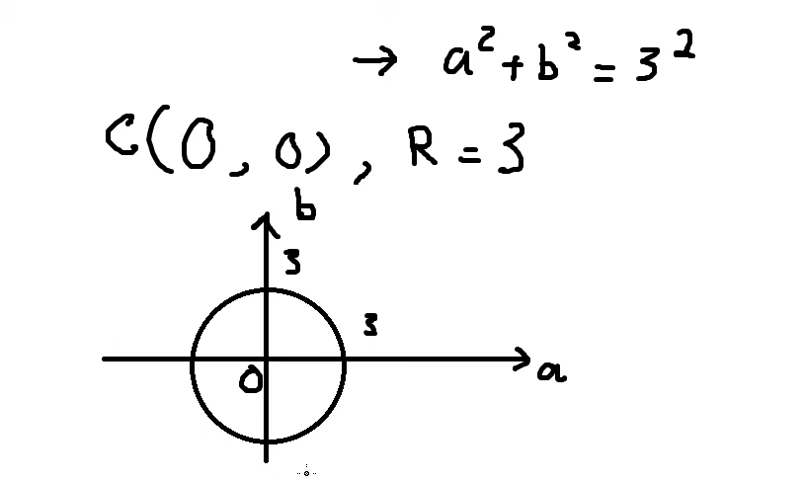 → a² + b² = 3²
C(0, 0), R = 3
b
3
3
0
a